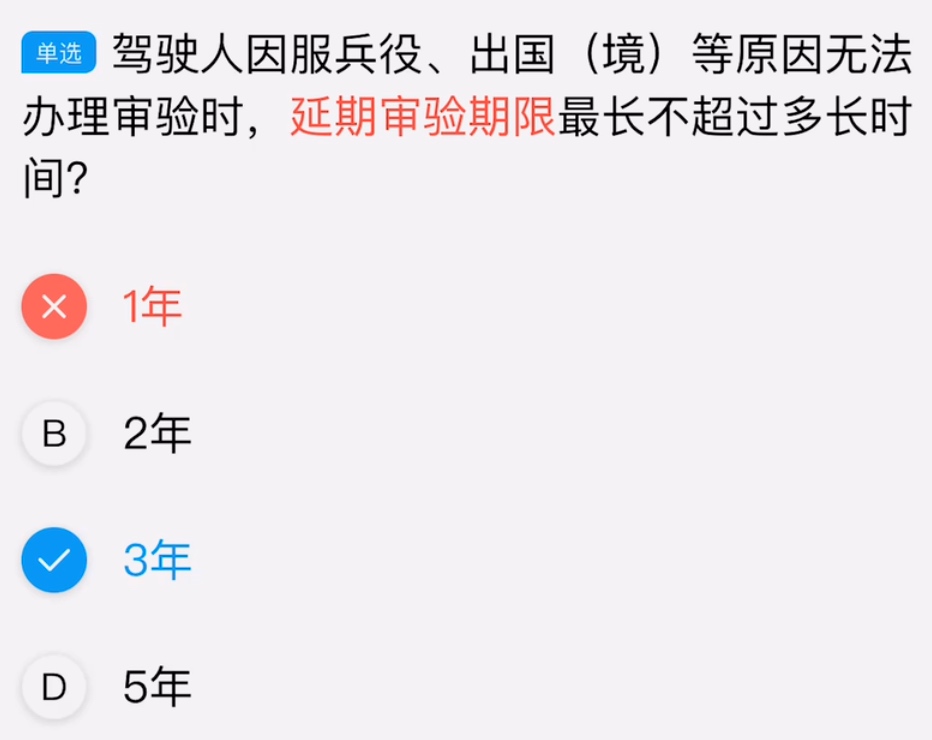 单选 驾驶人因服兵役、出国（境）等原因无法
办理审验时，延期审验期限最长不超过多长时
间？
1年
B 2年
3年
D 5年